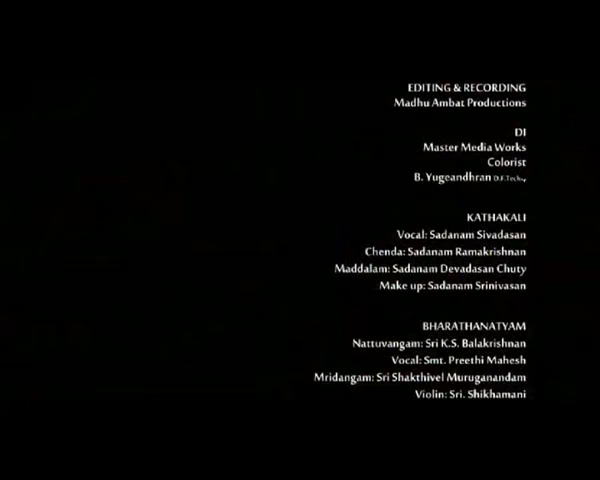 EDITING & RECORDING
Madhu Ambat Productions
DI
Master Media Works
Colorist
B. Yugeandhran D.F.Tech.,
KATHAKALI
Vocal: Sadanam Sivadasan
Chenda: Sadanam Ramakrishnan
Maddalam: Sadanam Devadasan Chuty
Make up: Sadanam Srinivasan
BHARATHANATYAM
Nattuvangam: Sri K.S. Balakrishnan
Vocal: Smt. Preethi Mahesh
Mridangam: Sri Shakthivel Muruganandam
Violin: Sri. Shikhamani